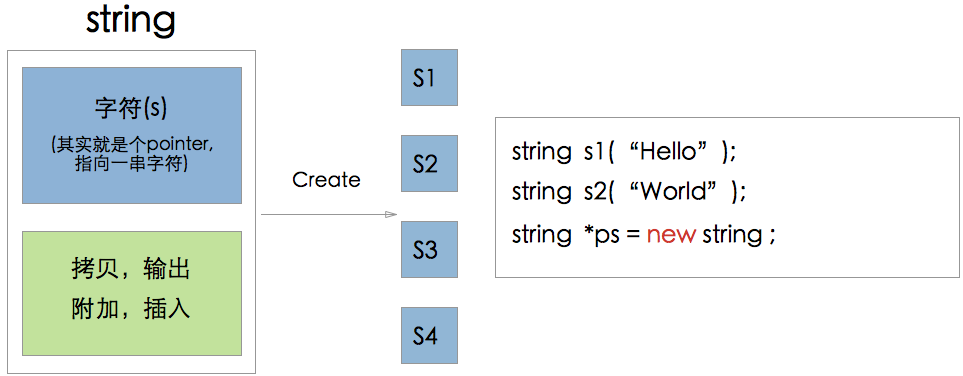 string
字符(s)
(其实就是个pointer,
指向一串字符)
拷贝，输出
附加，插入
Create
S1
S2
S3
S4
string s1( “Hello” );
string s2( “World” );
string *ps = new string ;